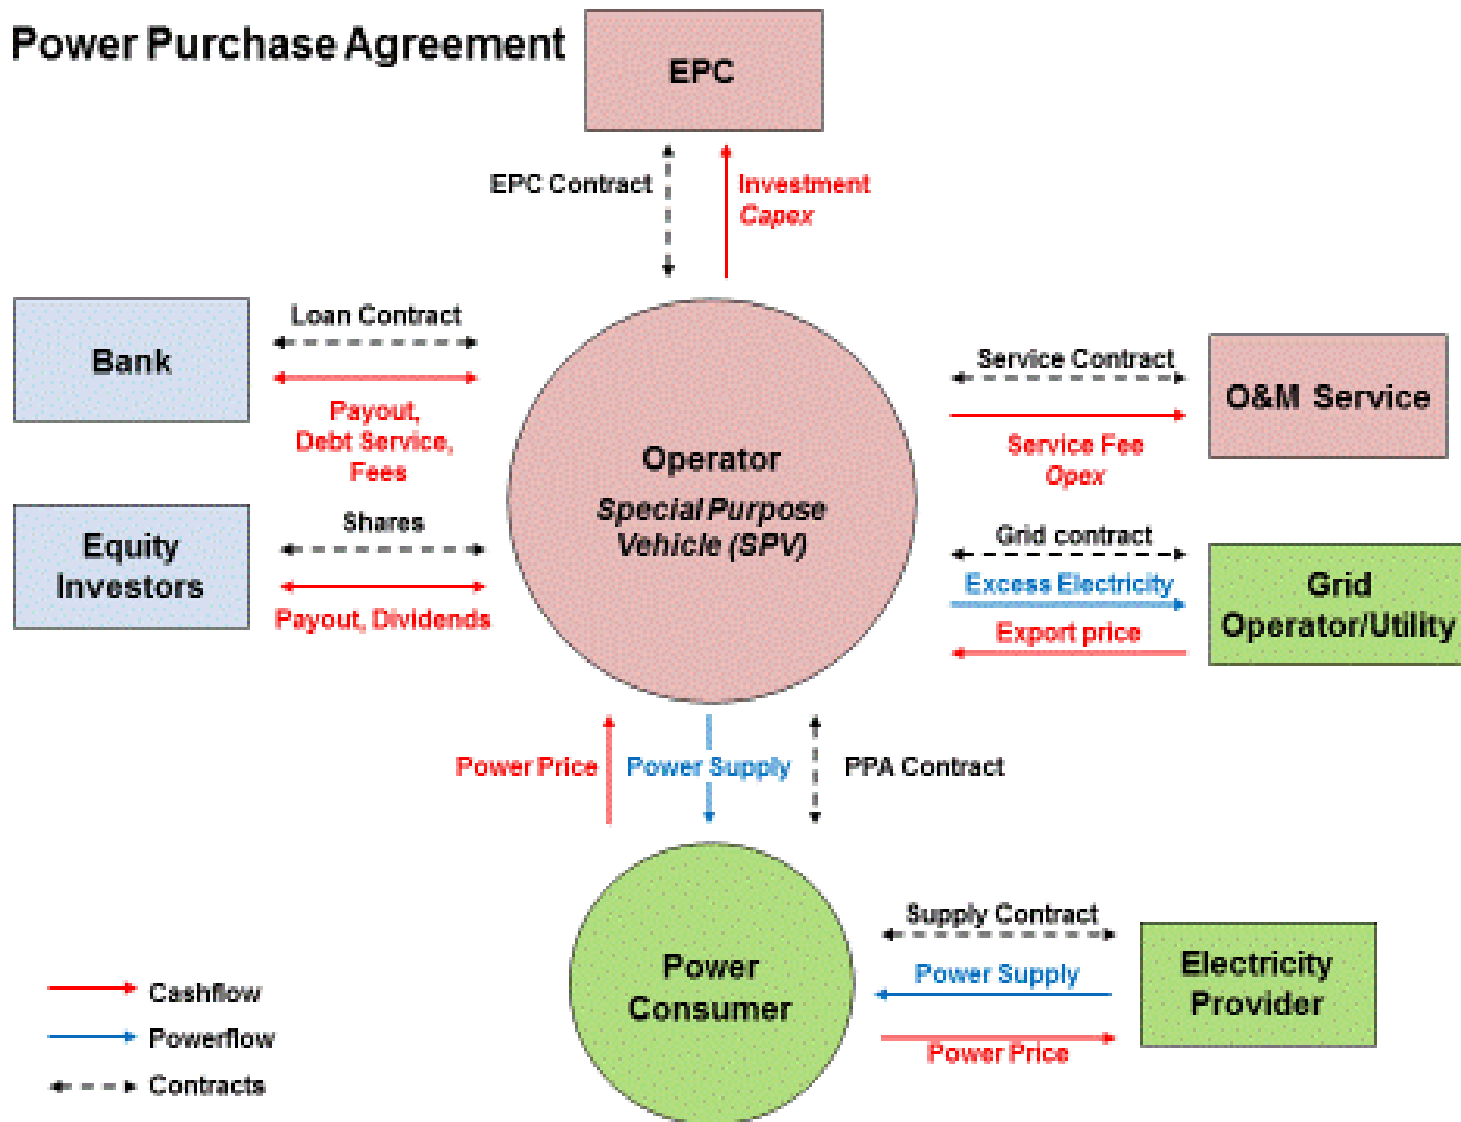 Power Purchase Agreement
EPC
EPC Contract
Investment
Capex
Bank
Loan Contract
Payout,
Debt Service,
Fees
Equity
Investors
Shares
Payout, Dividends
Operator
Special Purpose
Vehicle (SPV)
Service Contract
Service Fee
Opex
O&M Service
Grid contract
Excess Electricity
Export price
Grid
Operator/Utility
Power Price
Power Supply
PPA Contract
Power
Consumer
Supply Contract
Power Supply
Power Price
Electricity
Provider
Cashflow
Powerflow
Contracts